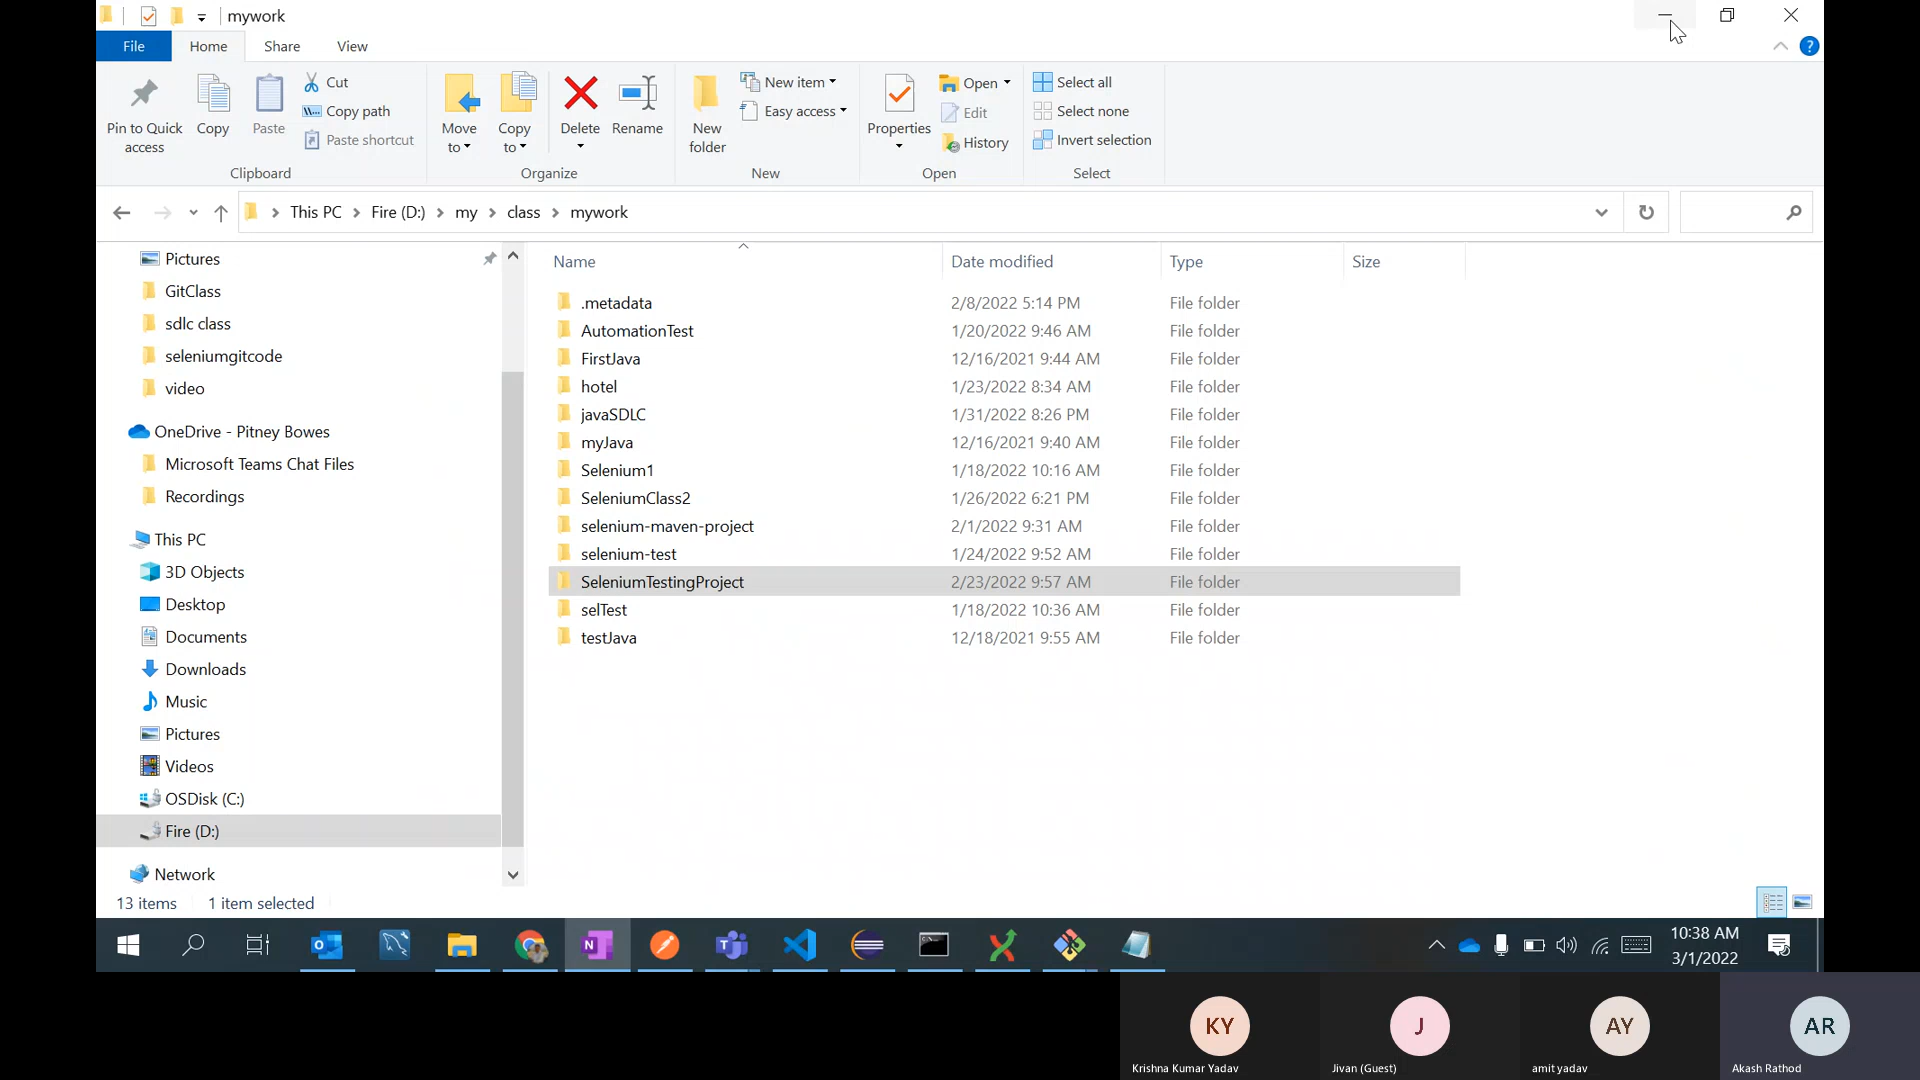 mywork
File
Home
Share
View
Pin to Quick access
Copy
Paste
Cut
Copy path
Paste shortcut
Clipboard
Move to
Copy to
Delete
Rename
Organize
New folder
New item
Easy access
New
Properties
Open
Edit
History
Open
Select all
Select none
Invert selection
Select
This PC > Fire (D:) > my > class > mywork
Pictures
GitClass
sdlc class
seleniumgitcode
video
OneDrive - Pitney Bowes
Microsoft Teams Chat Files
Recordings
This PC
3D Objects
Desktop
Documents
Downloads
Music
Pictures
Videos
OSDisk (C:)
Fire (D:)
Network
Name Date modified Type Size
.metadata 2/8/2022 5:14 PM File folder
AutomationTest 1/20/2022 9:46 AM File folder
FirstJava 12/16/2021 9:44 AM File folder
hotel 1/23/2022 8:34 AM File folder
javaSDLC 1/31/2022 8:26 PM File folder
myJava 12/16/2021 9:40 AM File folder
Selenium1 1/18/2022 10:16 AM File folder
SeleniumClass2 1/26/2022 6:21 PM File folder
selenium-maven-project 2/1/2022 9:31 AM File folder
selenium-test 1/24/2022 9:52 AM File folder
SeleniumTestingProject 2/23/2022 9:57 AM File folder
selTest 1/18/2022 10:36 AM File folder
testJava 12/18/2021 9:55 AM File folder
13 items 1 item selected
10:38 AM
3/1/2022
KY
J
AY
AR
Krishna Kumar Yadav
Jivan (Guest)
amit yadav
Akash Rathod